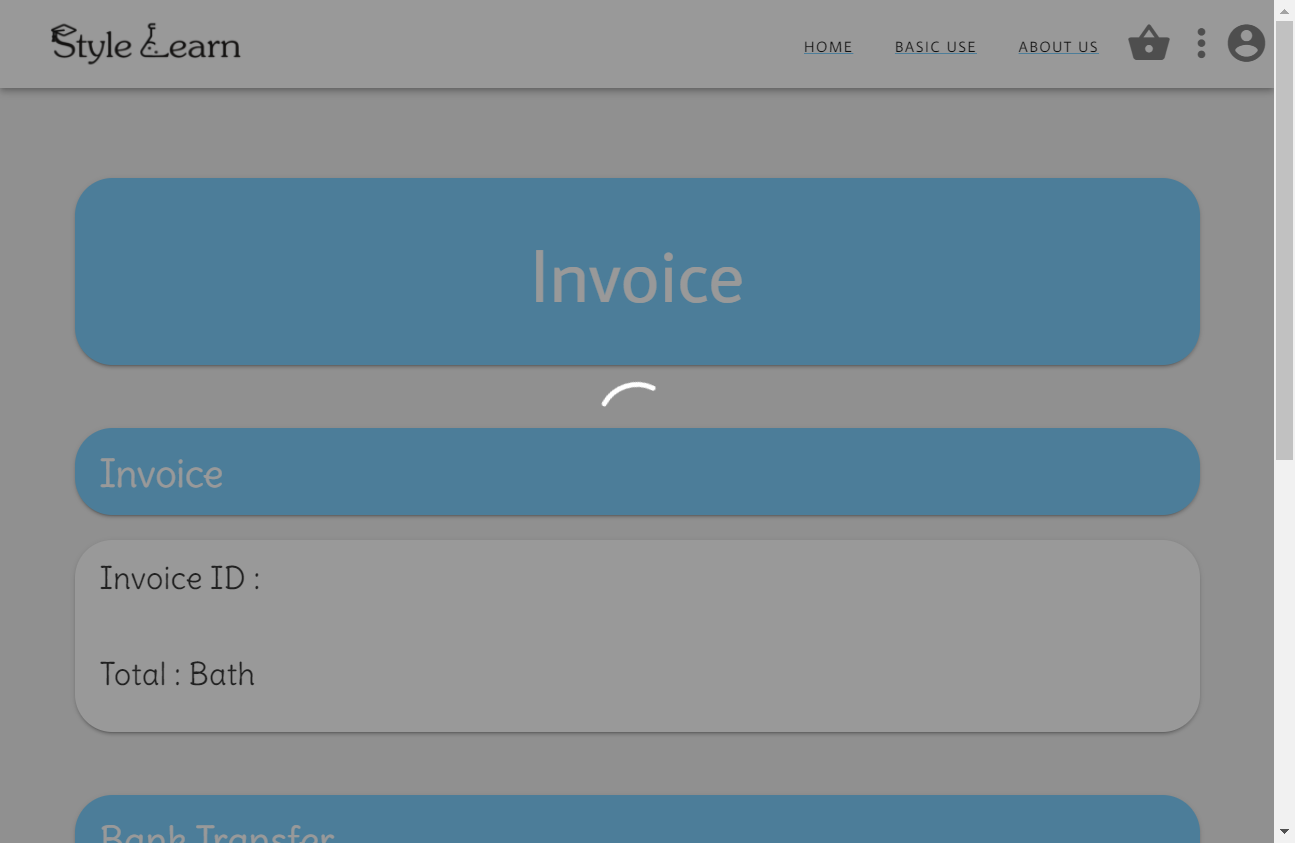 Style Learn
HOME
BASIC USE
ABOUT US
Invoice
Invoice
Invoice ID :
Total : Bath
Bank Transfer